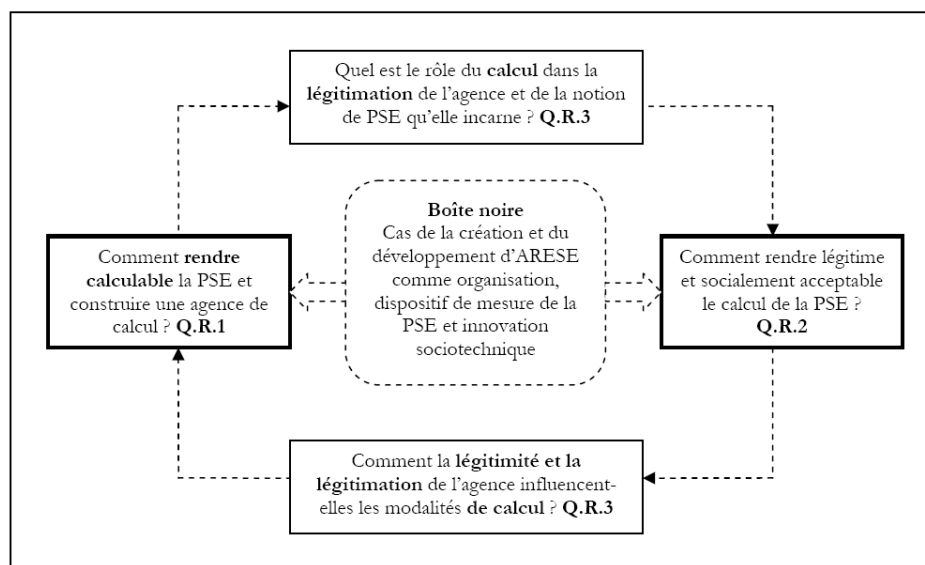 Quel est le rôle du calcul dans la
légitimation de l’agence et de la notion
de PSE qu’elle incarne ? Q.R.3
Boîte noire
Cas de la création et du
développement d’ARESE
comme organisation,
dispositif de mesure de la
PSE et innovation
sociotechnique
Comment rendre
calculable la PSE et
construire une agence de
calcul ? Q.R.1
Comment rendre légitime
et socialement acceptable
le calcul de la PSE ?
Q.R.2
Comment la légitimité et la
légitimation de l’agence influencent-
elles les modalités de calcul ? Q.R.3